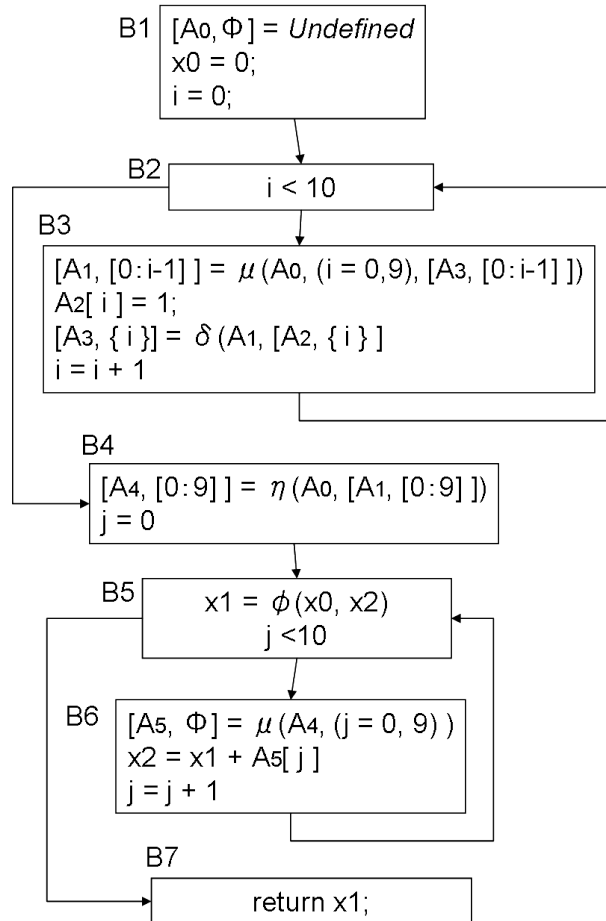 B1
[A0, Φ] = Undefined
x0 = 0;
i = 0;
B2
i < 10
B3
[A1, [0:i-1] ] = μ(A0, (i = 0,9), [A3, [0:i-1] ])
A2[ i ] = 1;
[A3, { i }] = δ(A1, [A2, { i } ]
i = i + 1
B4
[A4, [0:9] ] = η(A0, [A1, [0:9] ])
j = 0
B5
x1 = ϕ(x0, x2)
j <10
B6
[A5, Φ] = μ(A4, (j = 0, 9) )
x2 = x1 + A5[ j ]
j = j + 1
B7
return x1;